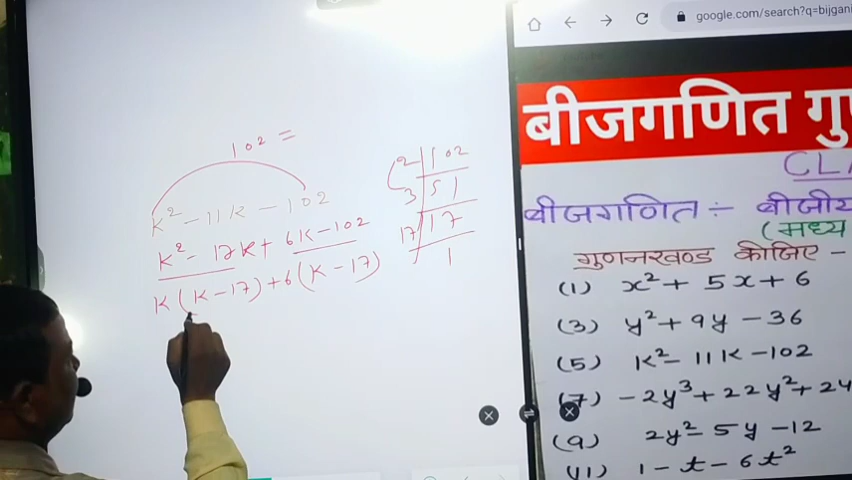 google.com/search?q=bijgani
बीजगणित गु
CLA
बीजगणित ÷ बीजीय
(मध्य
गुणनखण्ड कीजिए -
(1) x² + 5x + 6
(3) y² + 9y - 36
(5) k² - 11k - 102
(7) - 2y³ + 22y² + 24
(9) 2y² - 5y - 12
(11) 1 - t - 6t²
102 =
k² - 11k - 102
k² - 17k + 6k - 102
k (k - 17) + 6 (k - 17)
2 | 102
3 | 51
17 | 17
1